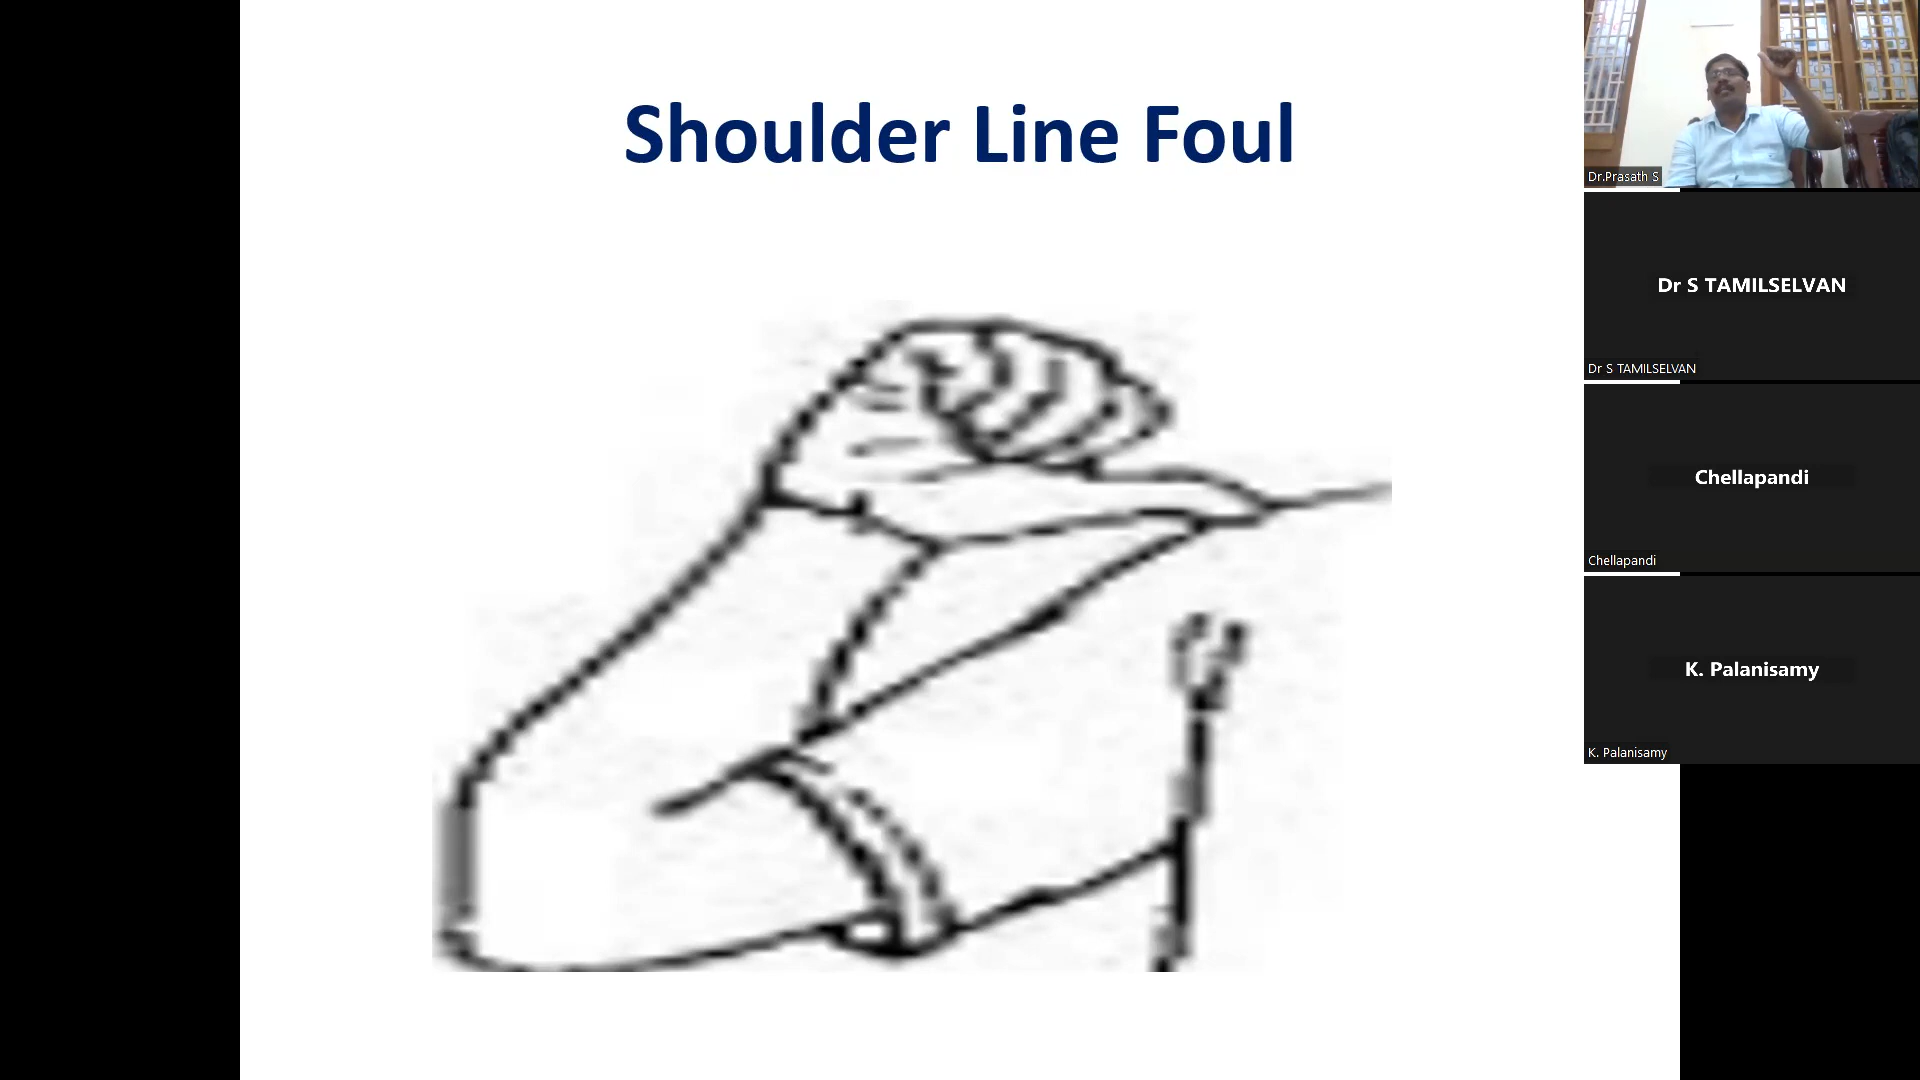 Shoulder Line Foul
Dr.Prasath S
Dr S TAMILSELVAN
Dr S TAMILSELVAN
Chellapandi
Chellapandi
K. Palanisamy
K. Palanisamy